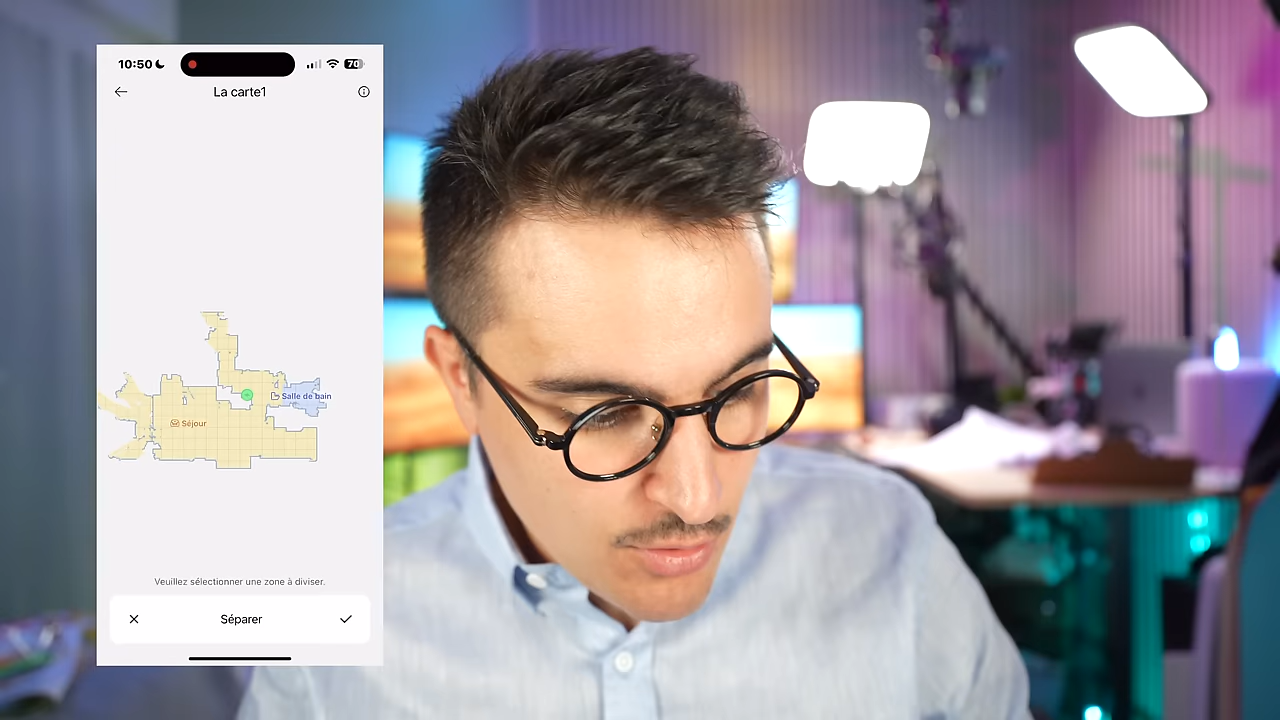 10:50
70
La carte1
Salle de bain
Séjour
Veuillez sélectionner une zone à diviser.
Séparer